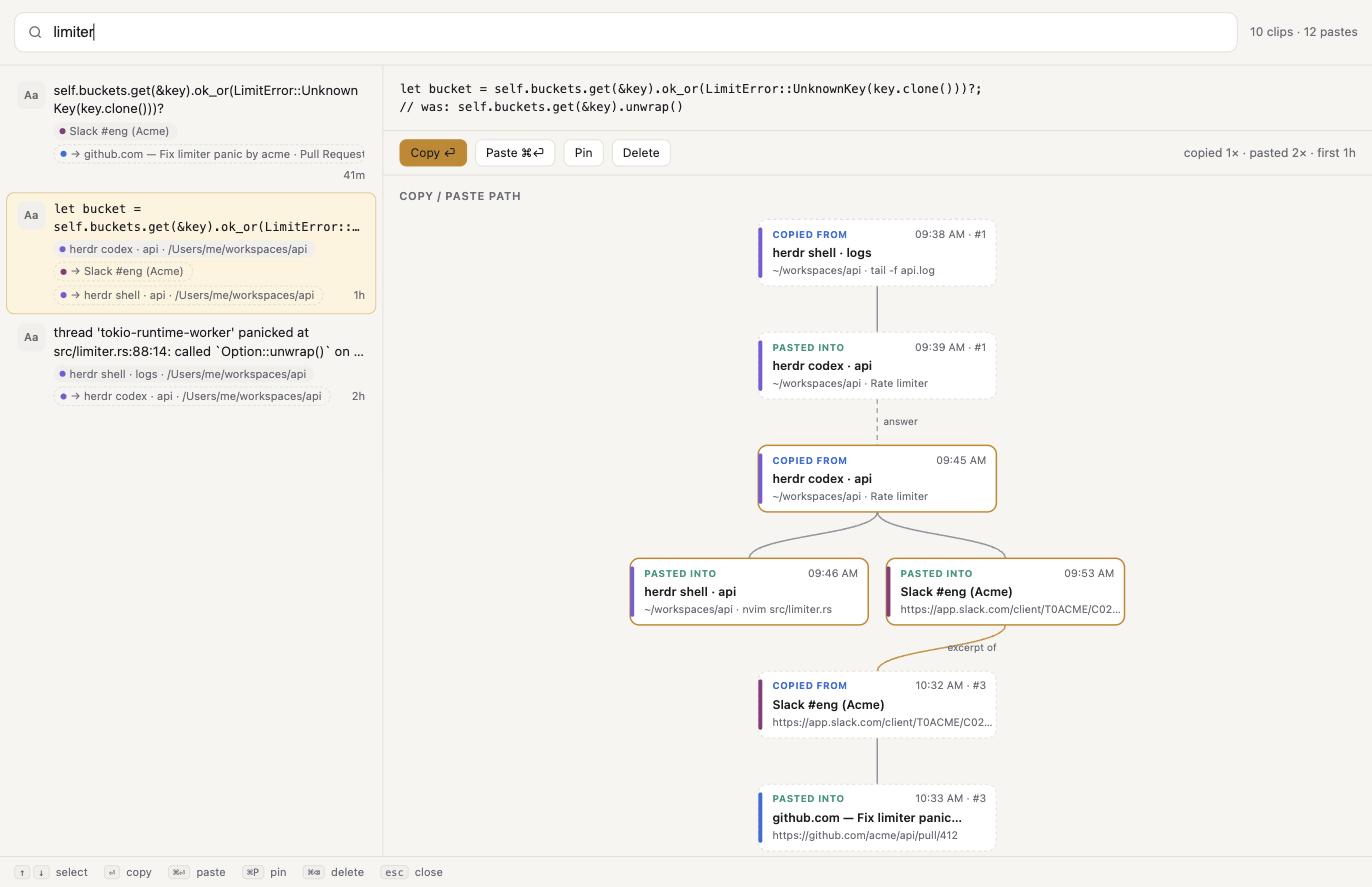 limiter
10 clips · 12 pastes
Aa
self.buckets.get(&key).ok_or(LimitError::Unknown
Key(key.clone()))?
Slack #eng (Acme)
→ github.com — Fix limiter panic by acme · Pull Request
41m
Aa
let bucket =
self.buckets.get(&key).ok_or(LimitError::…
herdr codex · api · /Users/me/workspaces/api
→ Slack #eng (Acme)
→ herdr shell · api · /Users/me/workspaces/api
1h
Aa
thread 'tokio-runtime-worker' panicked at
src/limiter.rs:88:14: called `Option::unwrap()` on ...
herdr shell · logs · /Users/me/workspaces/api
→ herdr codex · api · /Users/me/workspaces/api
2h
let bucket = self.buckets.get(&key).ok_or(LimitError::UnknownKey(key.clone()))?;
// was: self.buckets.get(&key).unwrap()
Copy ⏎
Paste ⌘⏎
Pin
Delete
copied 1× · pasted 2× · first 1h
COPY / PASTE PATH
COPIED FROM 09:38 AM · #1
herdr shell · logs
~/workspaces/api · tail -f api.log
PASTED INTO 09:39 AM · #1
herdr codex · api
~/workspaces/api · Rate limiter
answer
COPIED FROM 09:45 AM
herdr codex · api
~/workspaces/api · Rate limiter
PASTED INTO 09:46 AM
herdr shell · api
~/workspaces/api · nvim src/limiter.rs
PASTED INTO 09:53 AM
Slack #eng (Acme)
https://app.slack.com/client/T0ACME/C02...
excerpt of
COPIED FROM 10:32 AM · #3
Slack #eng (Acme)
https://app.slack.com/client/T0ACME/C02...
PASTED INTO 10:33 AM · #3
github.com — Fix limiter panic...
https://github.com/acme/api/pull/412
↑ ↓ select ⏎ copy ⌘⏎ paste ⌘P pin ⌘⌫ delete esc close